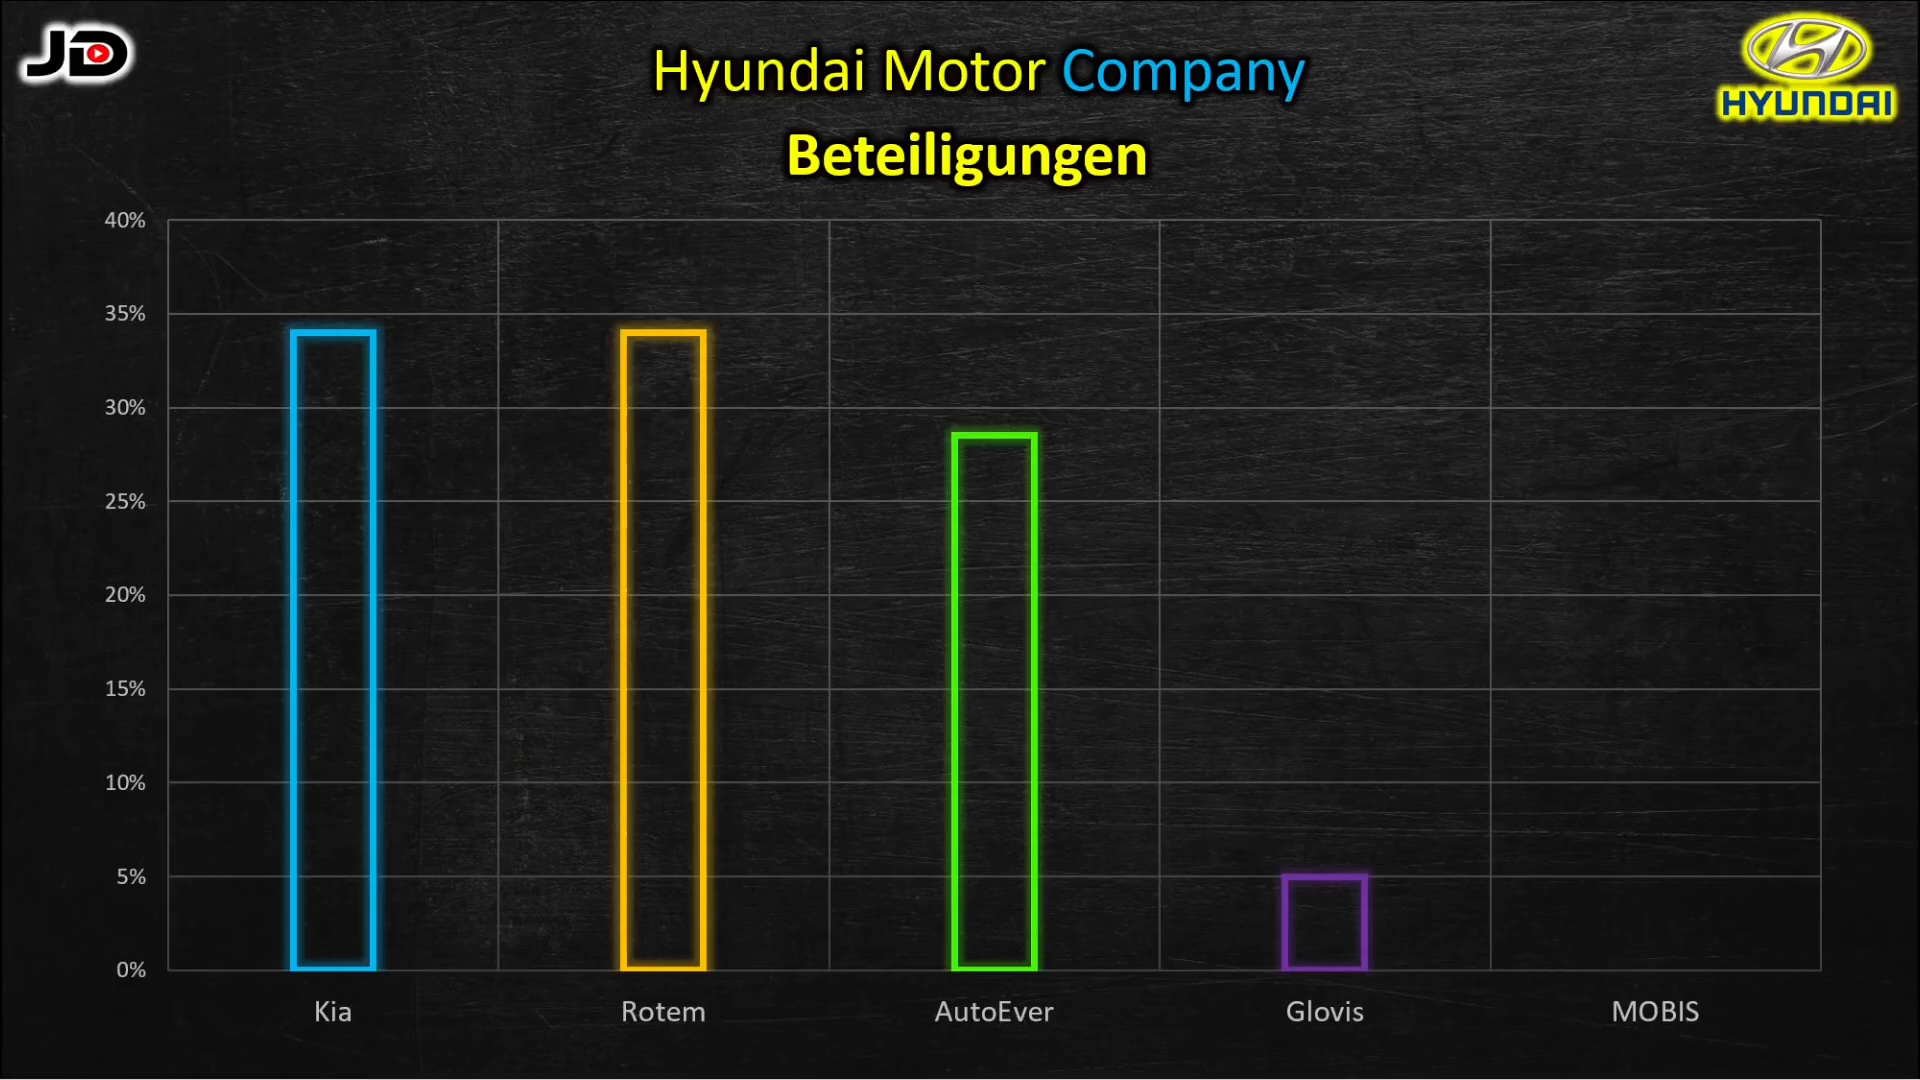 JD
Hyundai Motor Company
HYUNDAI
Beteiligungen
40%
35%
30%
25%
20%
15%
10%
5%
0%
Kia Rotem AutoEver Glovis MOBIS